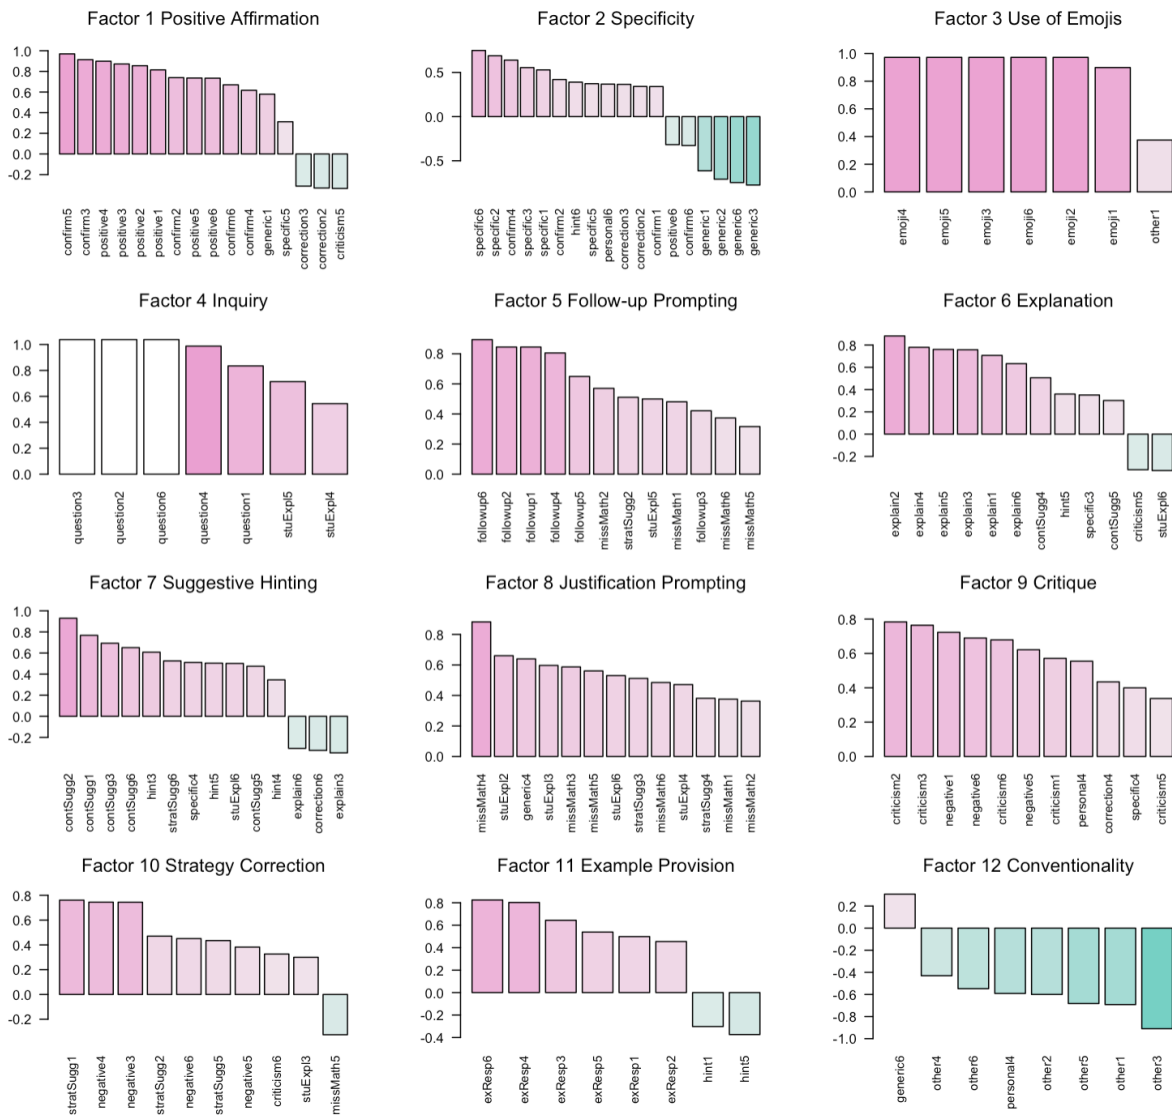 Factor 1 Positive Affirmation
1.0
0.8
0.6
0.4
0.2
0.0
-0.2
confirm5
confirm3
positive4
positive3
positive2
positive1
confirm2
positive5
positive6
confirm6
confirm4
generic1
specific5
correction3
correction2
criticism5
Factor 2 Specificity
0.5
0.0
-0.5
specific6
specific2
confirm4
specific3
specific1
confirm2
hint6
specific5
personal6
correction3
correction2
confirm1
positive6
confirm6
generic1
generic2
generic6
generic3
Factor 3 Use of Emojis
1.0
0.8
0.6
0.4
0.2
0.0
emoji4
emoji5
emoji3
emoji6
emoji2
emoji1
other1
Factor 4 Inquiry
1.0
0.8
0.6
0.4
0.2
0.0
question3
question2
question6
question4
question1
stuExpl5
stuExpl4
Factor 5 Follow-up Prompting
0.8
0.6
0.4
0.2
0.0
followup6
followup2
followup1
followup4
followup5
missMath2
stratSugg2
stuExpl5
missMath1
followup3
missMath6
missMath5
Factor 6 Explanation
0.8
0.6
0.4
0.2
0.0
-0.2
explain2
explain4
explain5
explain3
explain1
explain6
contSugg4
hint5
specific3
contSugg5
criticism5
stuExpl6
Factor 7 Suggestive Hinting
1.0
0.8
0.6
0.4
0.2
0.0
-0.2
contSugg2
contSugg1
contSugg3
contSugg6
hint3
stratSugg6
specific4
hint5
stuExpl6
contSugg5
hint4
explain6
correction6
explain3
Factor 8 Justification Prompting
0.8
0.6
0.4
0.2
0.0
missMath4
stuExpl2
generic4
stuExpl3
missMath3
missMath5
stuExpl6
stratSugg3
missMath6
stuExpl4
stratSugg4
missMath1
missMath2
Factor 9 Critique
0.8
0.6
0.4
0.2
0.0
criticism2
criticism3
negative1
negative6
criticism6
negative5
criticism1
personal4
correction4
specific4
criticism5
Factor 10 Strategy Correction
0.8
0.6
0.4
0.2
0.0
-0.2
stratSugg1
negative4
negative3
stratSugg2
negative6
stratSugg5
negative5
criticism6
stuExpl3
missMath5
Factor 11 Example Provision
0.8
0.6
0.4
0.2
0.0
-0.2
-0.4
exResp6
exResp4
exResp3
exResp5
exResp1
exResp2
hint1
hint5
Factor 12 Conventionality
0.2
0.0
-0.2
-0.4
-0.6
-0.8
-1.0
generic6
other4
other6
personal4
other2
other5
other1
other3